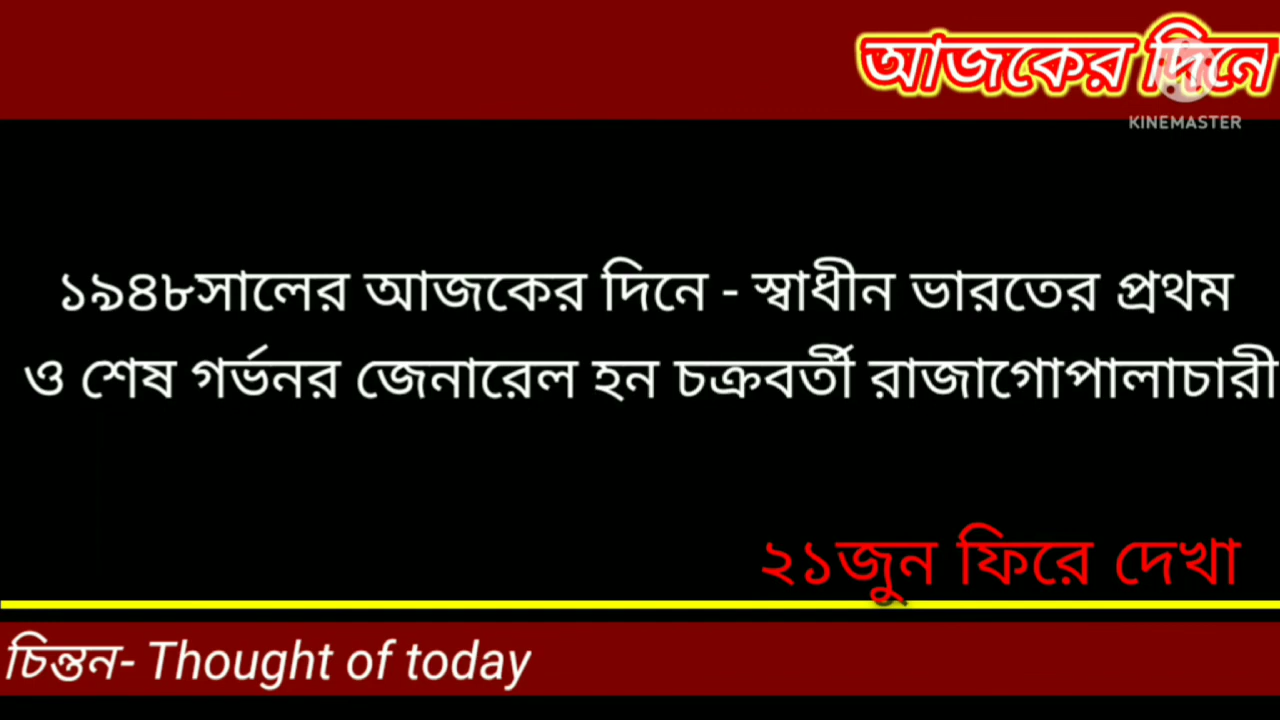 আজকের দিনে
KINEMASTER
১৯৪৮সালের আজকের দিনে - স্বাধীন ভারতের প্রথম
ও শেষ গর্ভনর জেনারেল হন চক্রবর্তী রাজাগোপালাচারী
২১জুন ফিরে দেখা
চিন্তন- Thought of today